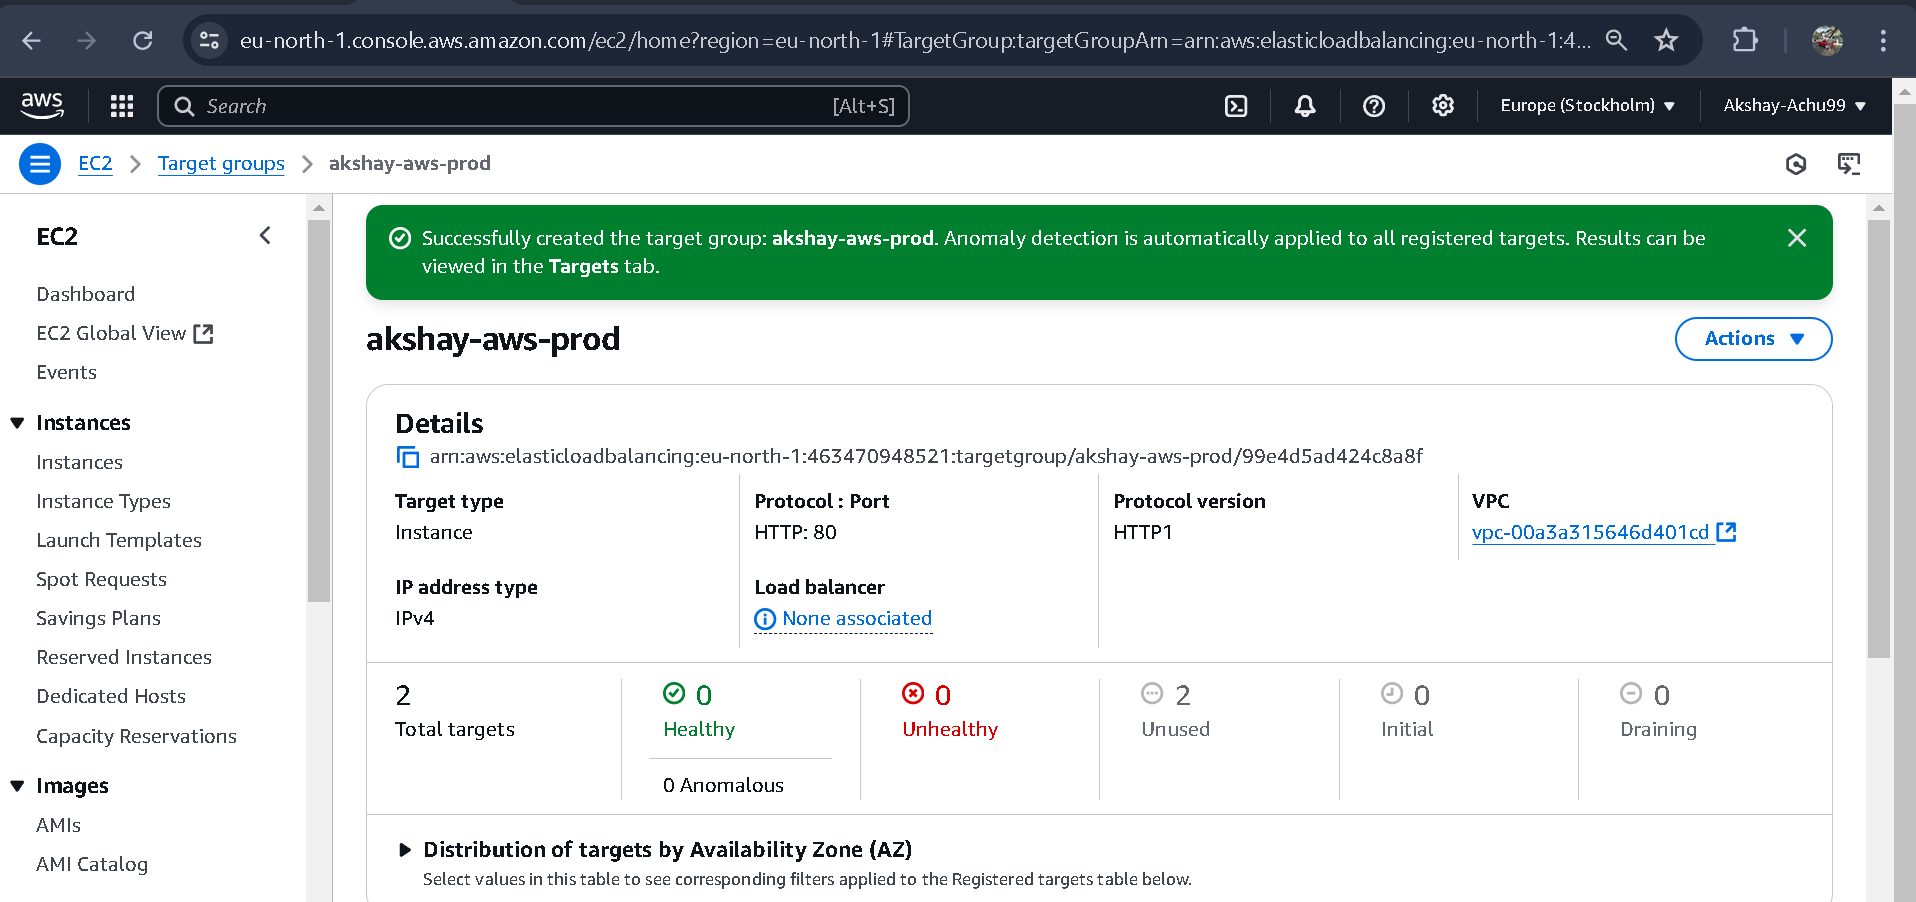 eu-north-1.console.aws.amazon.com/ec2/home?region=eu-north-1#TargetGroup:targetGroupArn=arn:aws:elasticloadbalancing:eu-north-1:4...
aws
Search
[Alt+S]
Europe (Stockholm)
Akshay-Achu99
EC2
Target groups
akshay-aws-prod
EC2
Dashboard
EC2 Global View
Events
Instances
Instances
Instance Types
Launch Templates
Spot Requests
Savings Plans
Reserved Instances
Dedicated Hosts
Capacity Reservations
Images
AMIs
AMI Catalog
Successfully created the target group: akshay-aws-prod. Anomaly detection is automatically applied to all registered targets. Results can be
viewed in the Targets tab.
akshay-aws-prod
Actions
Details
arn:aws:elasticloadbalancing:eu-north-1:463470948521:targetgroup/akshay-aws-prod/99e4d5ad424c8a8f
Target type
Instance
Protocol : Port
HTTP: 80
Protocol version
HTTP1
VPC
vpc-00a3a315646d401cd
IP address type
IPv4
Load balancer
None associated
2
Total targets
0
Healthy
0 Anomalous
0
Unhealthy
2
Unused
0
Initial
0
Draining
Distribution of targets by Availability Zone (AZ)
Select values in this table to see corresponding filters applied to the Registered targets table below.